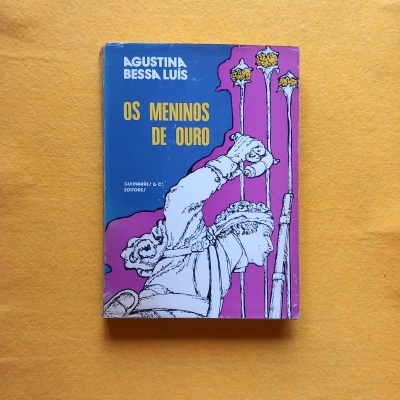 AGUSTINA
BESSA LUÍS
OS MENINOS
DE OURO
GUIMARÃES & Cª
EDITORES